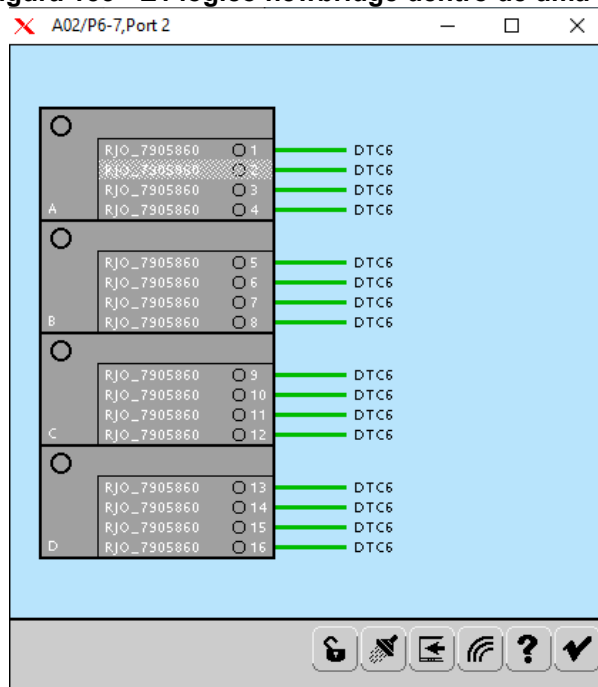 A02/P6-7,Port 2
RJO_7905860 1 DTC6
RJO_7905860 2 DTC6
RJO_7905860 3 DTC6
A RJO_7905860 4 DTC6
RJO_7905860 5 DTC6
RJO_7905860 6 DTC6
RJO_7905860 7 DTC6
B RJO_7905860 8 DTC6
RJO_7905860 9 DTC6
RJO_7905860 10 DTC6
RJO_7905860 11 DTC6
C RJO_7905860 12 DTC6
RJO_7905860 13 DTC6
RJO_7905860 14 DTC6
RJO_7905860 15 DTC6
D RJO_7905860 16 DTC6
?